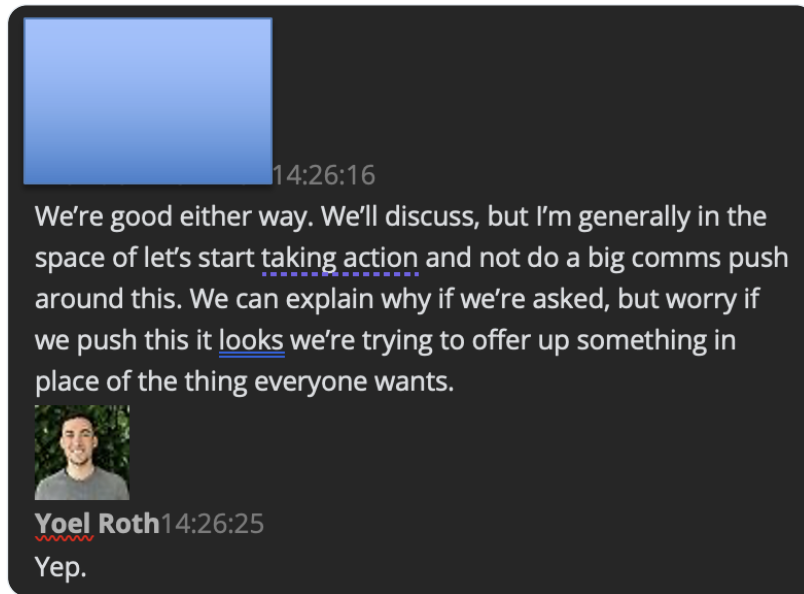 14:26:16
We’re good either way. We’ll discuss, but I’m generally in the
space of let’s start taking action and not do a big comms push
around this. We can explain why if we’re asked, but worry if
we push this it looks we’re trying to offer up something in
place of the thing everyone wants.
Yoel Roth14:26:25
Yep.